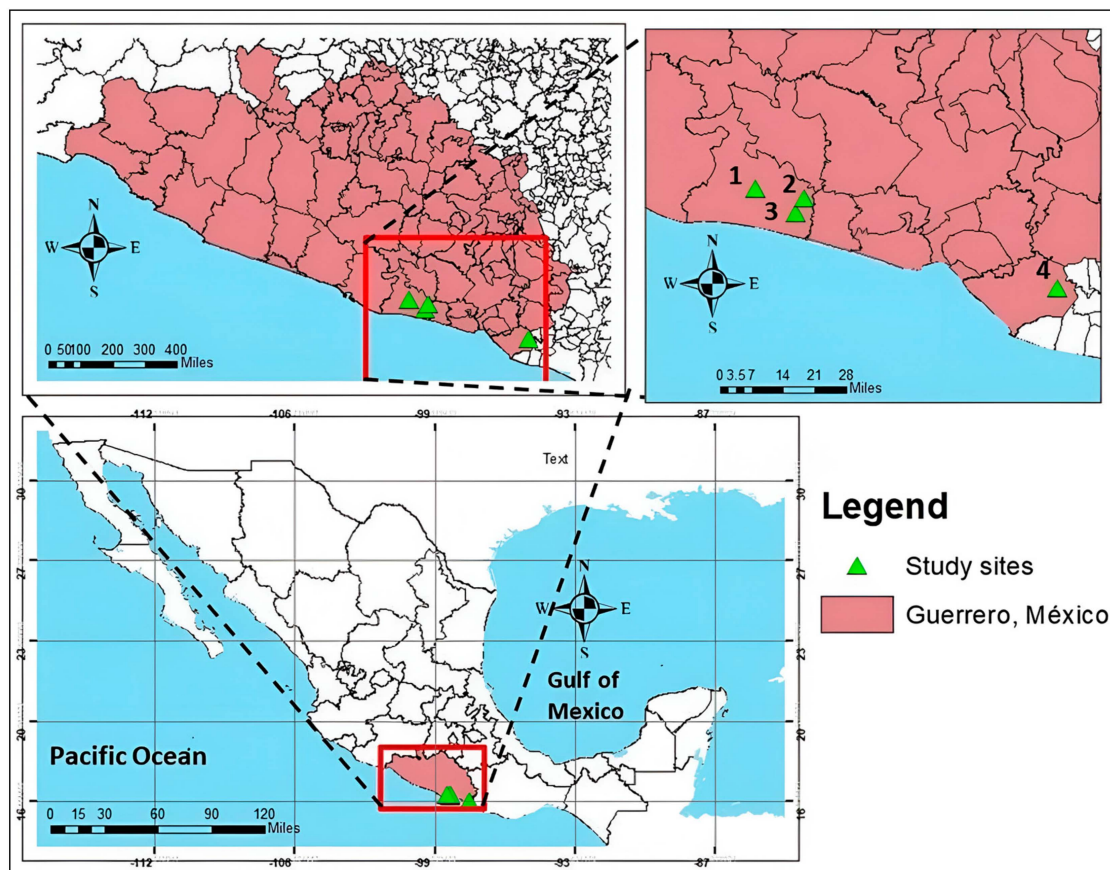 N
W E
S
0 50100 200 300 400
Miles
1
2
3
4
N
W E
S
0 3.5 7 14 21 28
Miles
-112 -106 -99 -93 -87
Text
30
27
23
20
16
30
27
23
20
16
N
W E
S
Gulf of
Mexico
Pacific Ocean
0 15 30 60 90 120
Miles
-112 -106 -99 -93 -87
Legend
Study sites
Guerrero, México